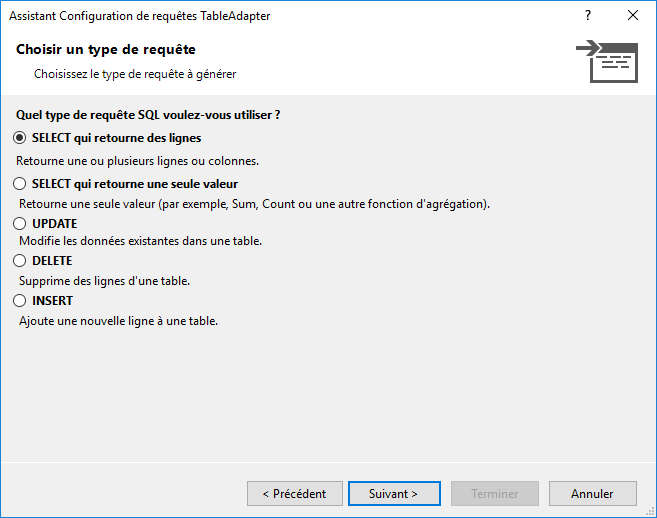 Assistant Configuration de requêtes TableAdapter
?
Choisir un type de requête
Choisissez le type de requête à générer
Quel type de requête SQL voulez-vous utiliser ?
SELECT qui retourne des lignes
Retourne une ou plusieurs lignes ou colonnes.
SELECT qui retourne une seule valeur
Retourne une seule valeur (par exemple, Sum, Count ou une autre fonction d'agrégation).
UPDATE
Modifie les données existantes dans une table.
DELETE
Supprime des lignes d'une table.
INSERT
Ajoute une nouvelle ligne à une table.
< Précédent
Suivant >
Terminer
Annuler